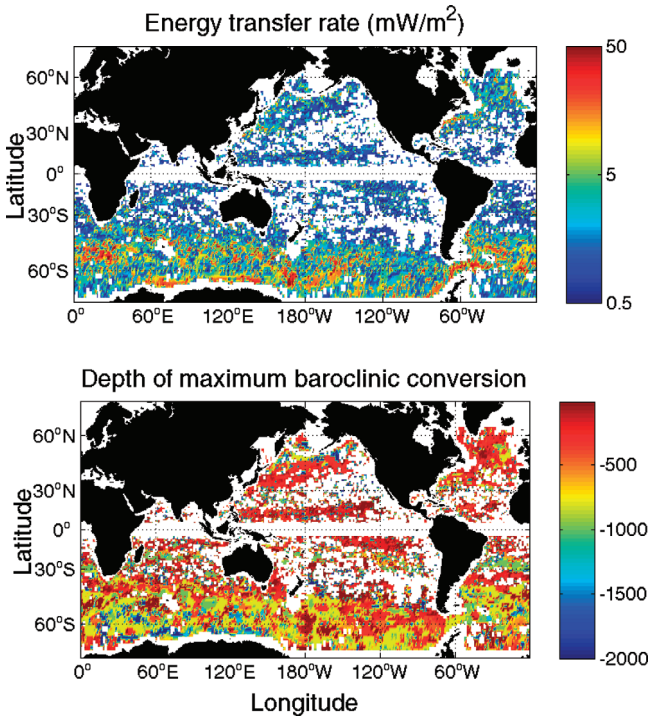 Energy transfer rate (mW/m²)
60°N
30°N
0°
30°S
60°S
Latitude
0°
60°E
120°E
180°W
120°W
60°W
50
5
0.5
Depth of maximum baroclinic conversion
60°N
30°N
0°
30°S
60°S
Latitude
0°
60°E
120°E
180°W
120°W
60°W
Longitude
-500
-1000
-1500
-2000